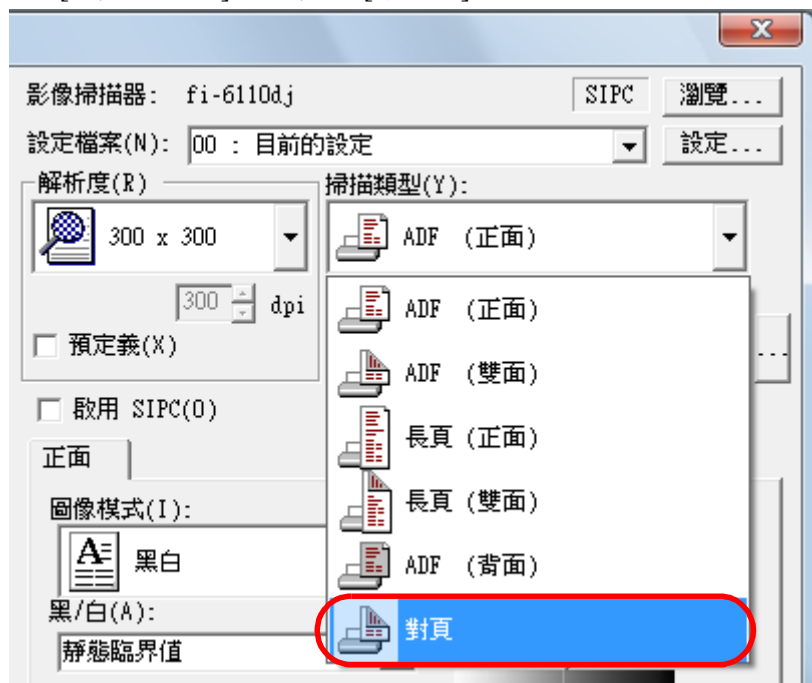 影像掃描器: fi-6110dj SIPC 瀏覽...
設定檔案(N): 00 : 目前的設定 設定...
解析度(R) 掃描類型(Y):
300 x 300 ADF (正面)
300 dpi ADF (正面)
預定義(X) ...
ADF (雙面)
啟用 SIPC(O)
長頁 (正面)
正面
圖像模式(I): 長頁 (雙面)
黑白 ADF (背面)
黑/白(A): 對頁
靜態臨界值